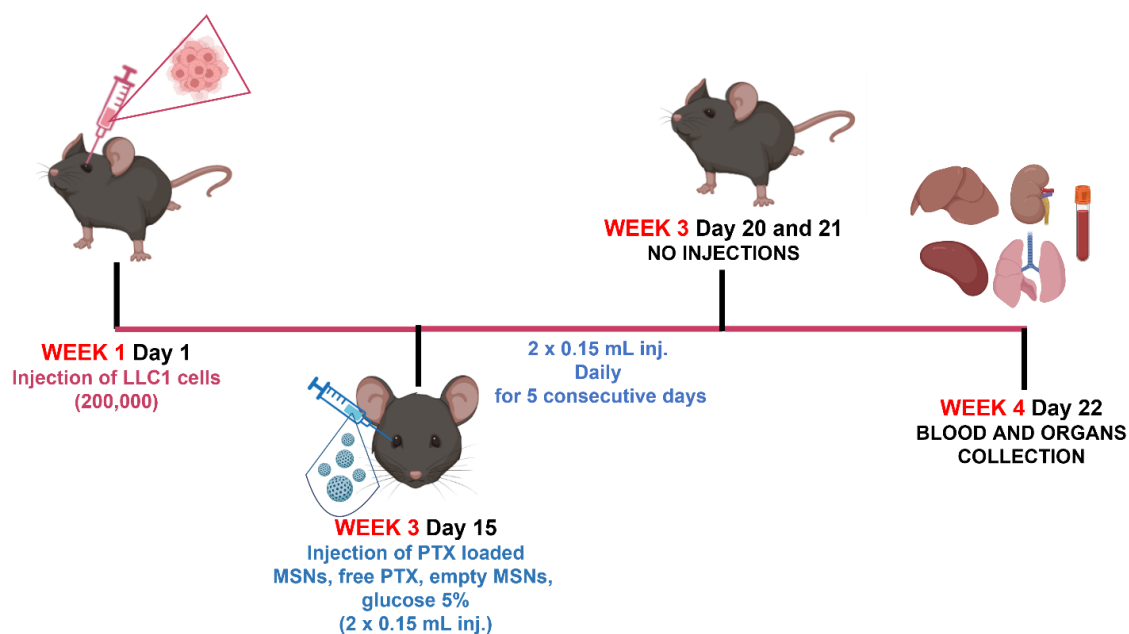 WEEK 1 Day 1
Injection of LLC1 cells
(200,000)
WEEK 3 Day 15
Injection of PTX loaded
MSNs, free PTX, empty MSNs,
glucose 5%
(2 x 0.15 mL inj.)
2 x 0.15 mL inj.
Daily
for 5 consecutive days
WEEK 3 Day 20 and 21
NO INJECTIONS
WEEK 4 Day 22
BLOOD AND ORGANS
COLLECTION